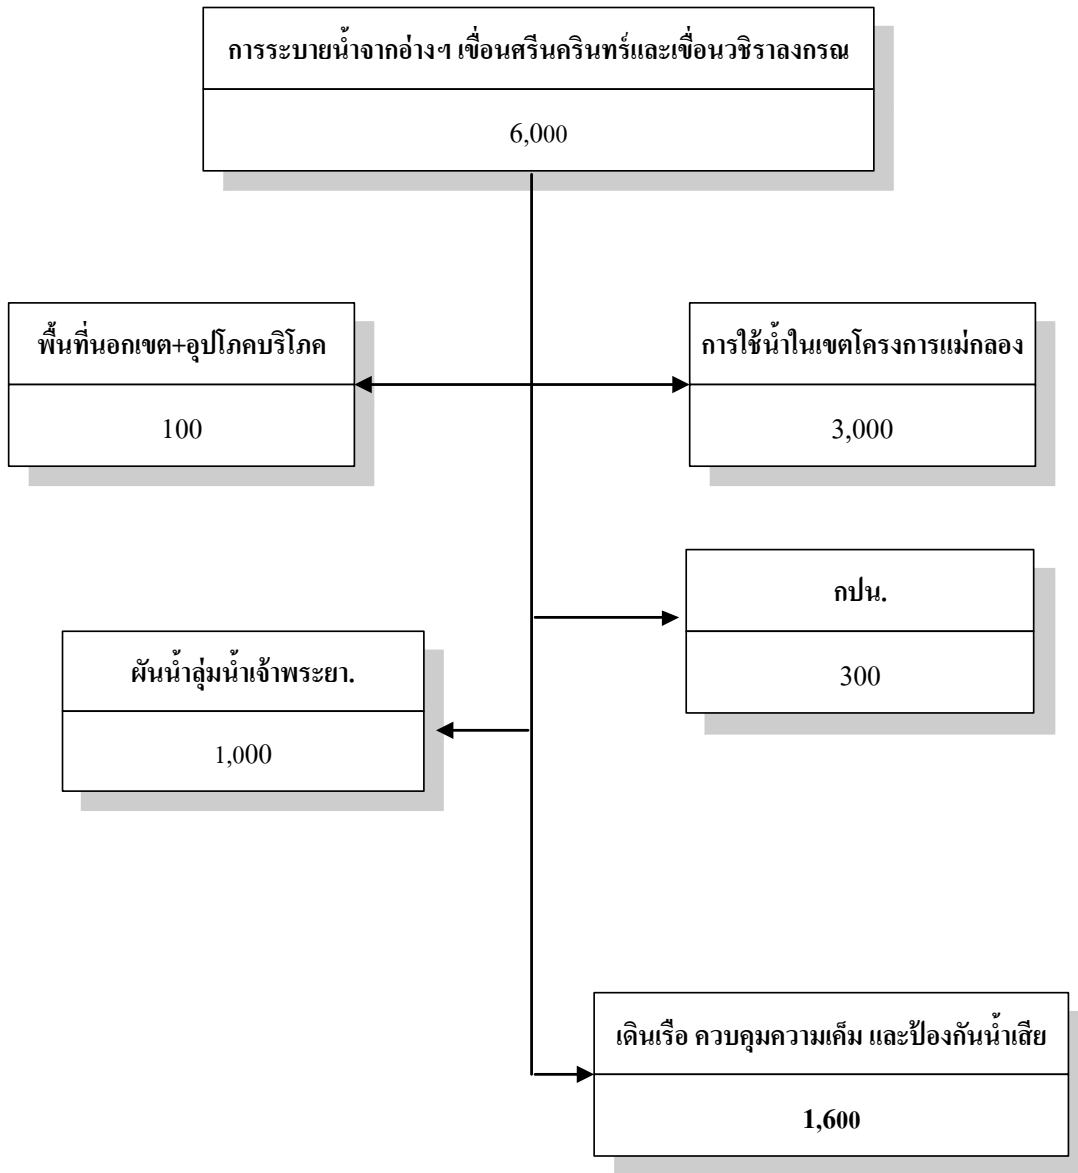 การระบายน้ำจากอ่างฯ เขื่อนศรีนครินทร์และเขื่อนวชิราลงกรณ
6,000
พื้นที่นอกเขต+อุปโภคบริโภค
100
การใช้น้ำในเขตโครงการแม่กลอง
3,000
กปน.
300
ผันน้ำลุ่มน้ำเจ้าพระยา.
1,000
เดินเรือ ควบคุมความเค็ม และป้องกันน้ำเสีย
1,600